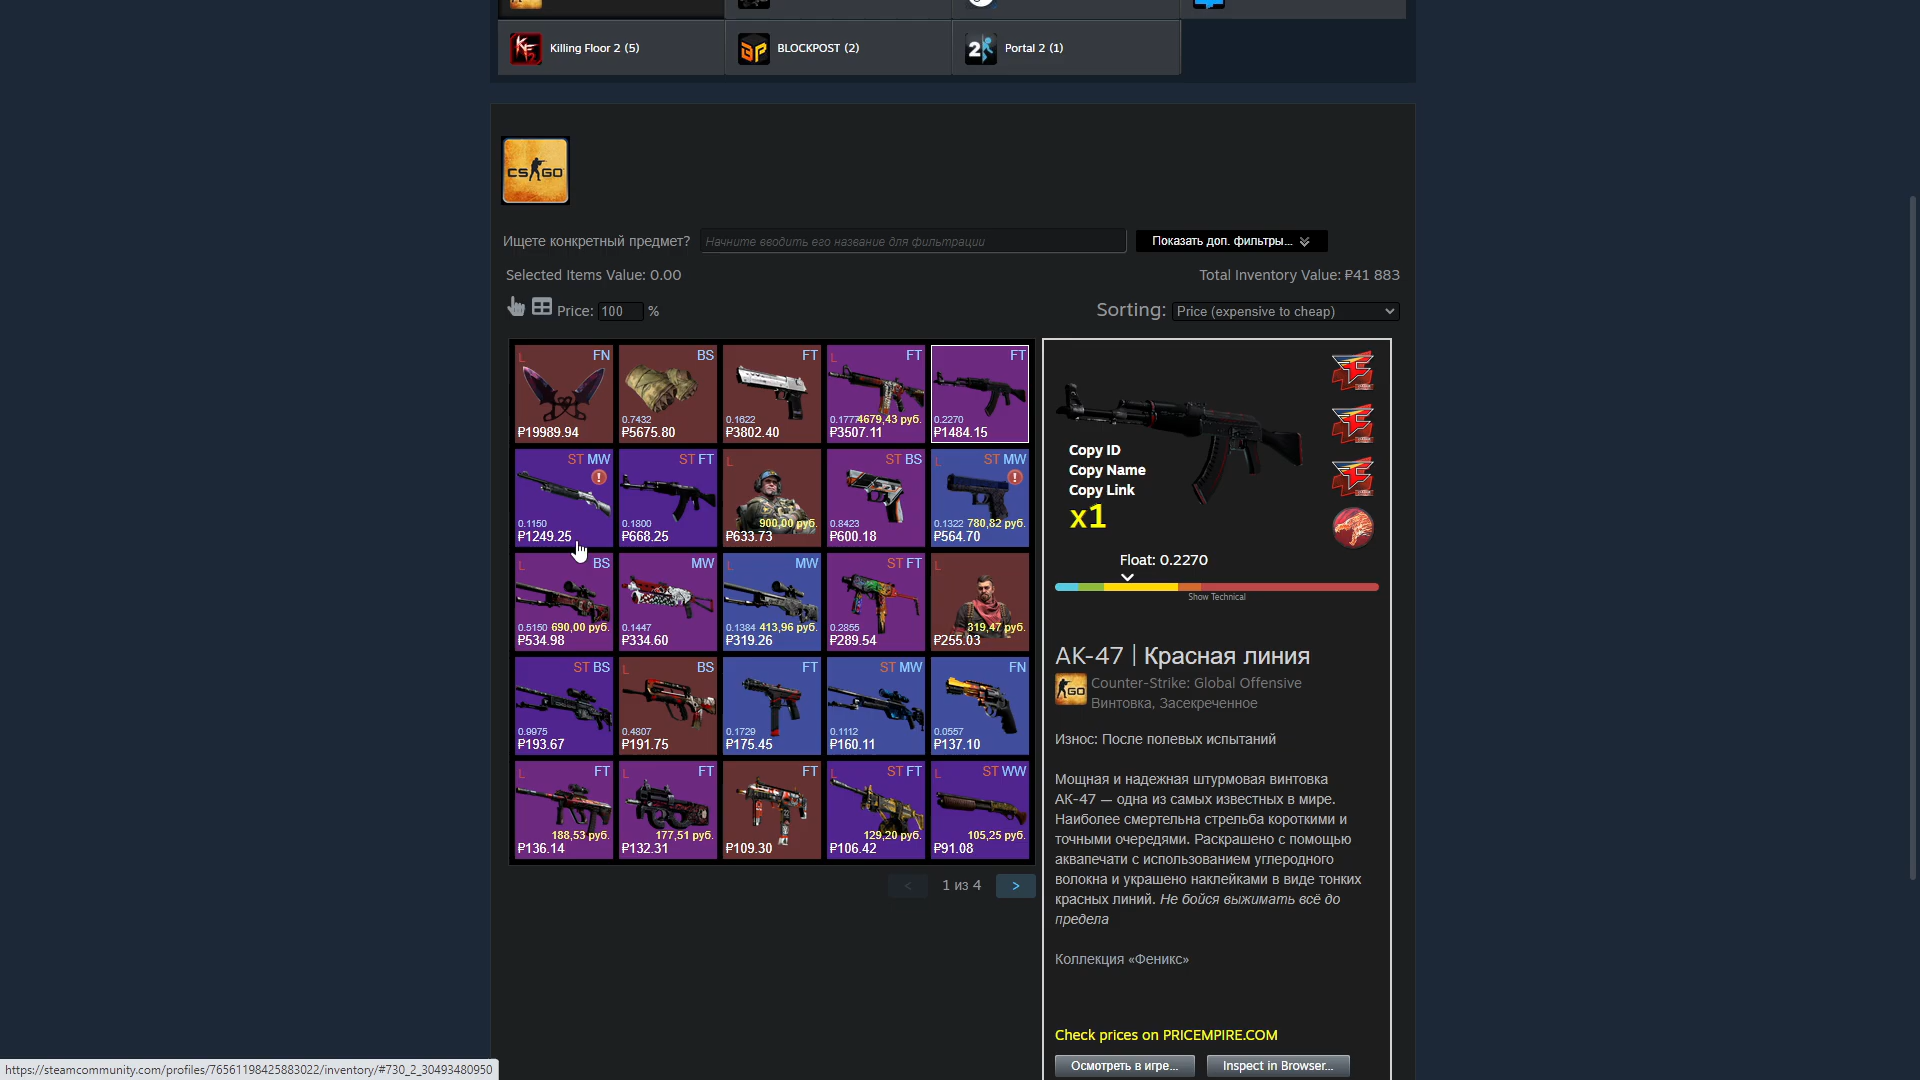 Killing Floor 2 (5)
BLOCKPOST (2)
Portal 2 (1)
CS GO
Ищете конкретный предмет?
Начните вводить его название для фильтрации
Показать доп. фильтры...
Selected Items Value: 0.00
Total Inventory Value: ₽41 883
Price: 100 %
Sorting: Price (expensive to cheap)
L FN
₽19989.94
BS
0.7432
₽5675.80
FT
0.1622
₽3802.40
L FT
0.1777 4679,43 руб.
₽3507.11
FT
0.2270
₽1484.15
ST MW
0.1150
₽1249.25
ST FT
0.1800
₽668.25
L
900,00 руб.
₽633.73
ST BS
0.8423
₽600.18
L ST MW
0.1322 780,82 руб.
₽564.70
L BS
0.5150 690,00 руб.
₽534.98
MW
0.1447
₽334.60
L MW
0.1384 413,96 руб.
₽319.26
ST FT
0.2855
₽289.54
L
319,47 руб.
₽255.03
ST BS
0.9975
₽193.67
L BS
0.4807
₽191.75
FT
0.1729
₽175.45
ST MW
0.1112
₽160.11
FN
0.0557
₽137.10
L FT
188,53 руб.
₽136.14
L FT
177,51 руб.
₽132.31
FT
₽109.30
L ST FT
129,20 руб.
₽106.42
L ST WW
105,25 руб.
₽91.08
<
1 из 4
>
Copy ID
Copy Name
Copy Link
x1
Float: 0.2270
Show Technical
АК-47 | Красная линия
GO
Counter-Strike: Global Offensive
Винтовка, Засекреченное
Износ: После полевых испытаний
Мощная и надежная штурмовая винтовка
АК-47 — одна из самых известных в мире.
Наиболее смертельна стрельба короткими и
точными очередями. Раскрашено с помощью
аквапечати с использованием углеродного
волокна и украшено наклейками в виде тонких
красных линий. Не бойся выжимать всё до
предела
Коллекция «Феникс»
Check prices on PRICEMPIRE.COM
Осмотреть в игре...
Inspect in Browser...
https://steamcommunity.com/profiles/76561198425883022/inventory/#730_2_30493480950